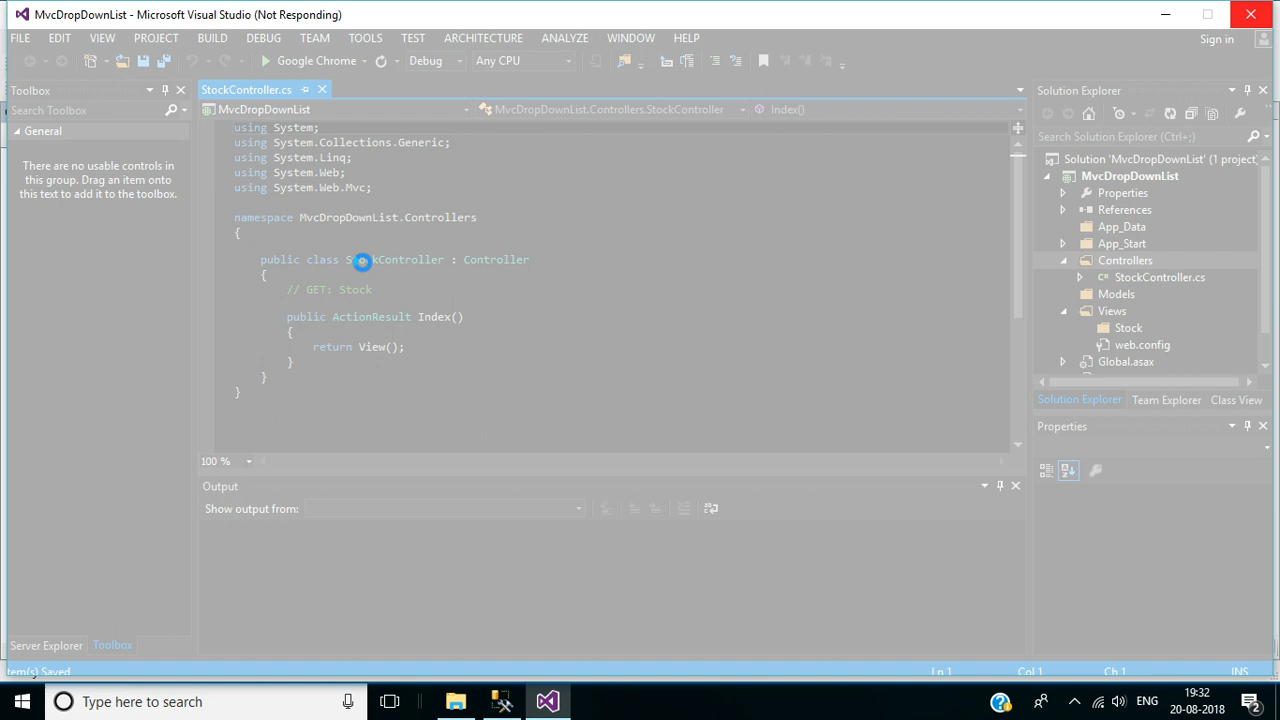 MvcDropDownList - Microsoft Visual Studio (Not Responding)
FILE EDIT VIEW PROJECT BUILD DEBUG TEAM TOOLS TEST ARCHITECTURE ANALYZE WINDOW HELP Sign in
Google Chrome Debug Any CPU
Toolbox
Search Toolbox
General
There are no usable controls in
this group. Drag an item onto
this text to add it to the toolbox.
Server Explorer Toolbox
StockController.cs
MvcDropDownList MvcDropDownList.Controllers.StockController Index()
using System;
using System.Collections.Generic;
using System.Linq;
using System.Web;
using System.Web.Mvc;
namespace MvcDropDownList.Controllers
{
public class StockController : Controller
{
// GET: Stock
public ActionResult Index()
{
return View();
}
}
}
100 %
Output
Show output from:
Solution Explorer
Search Solution Explorer (Ctrl+;)
Solution 'MvcDropDownList' (1 project)
MvcDropDownList
Properties
References
App_Data
App_Start
Controllers
StockController.cs
Models
Views
Stock
web.config
Global.asax
Solution Explorer Team Explorer Class View
Properties
tem(s) Saved Ln 1 Col 1 Ch 1 INS
Type here to search
ENG
19:32
20-08-2018
2